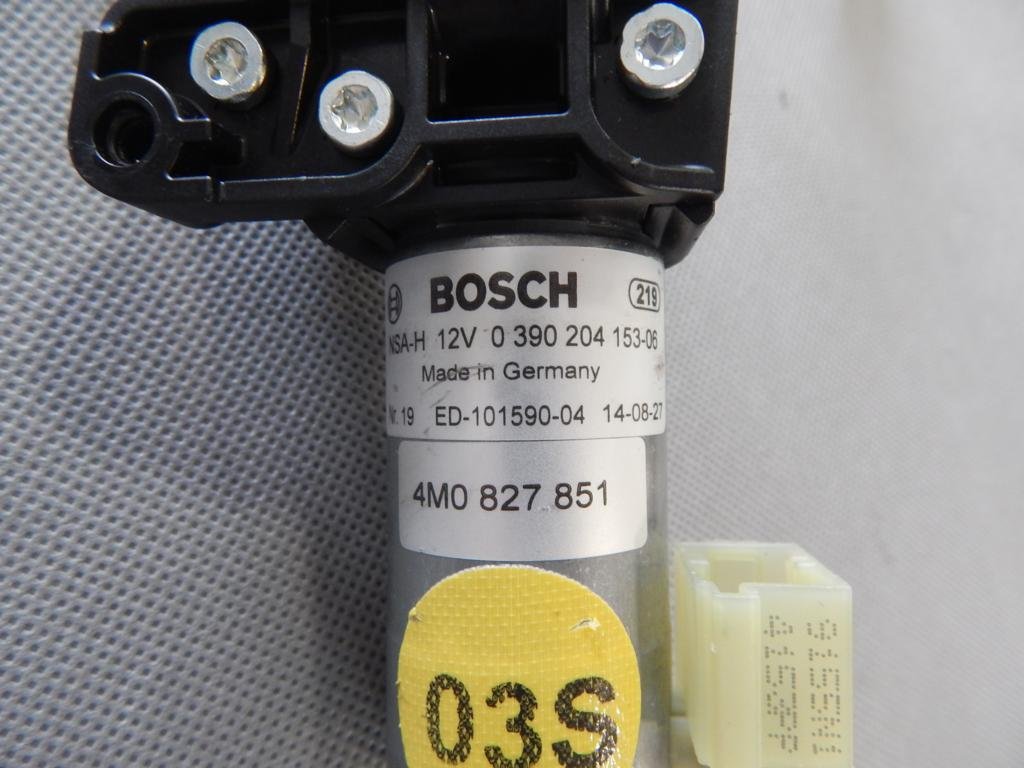 BOSCH 219
NSA-H 12V 0 390 204 153-06
Made in Germany
Nr. 19 ED-101590-04 14-08-27
4M0 827 851
03S